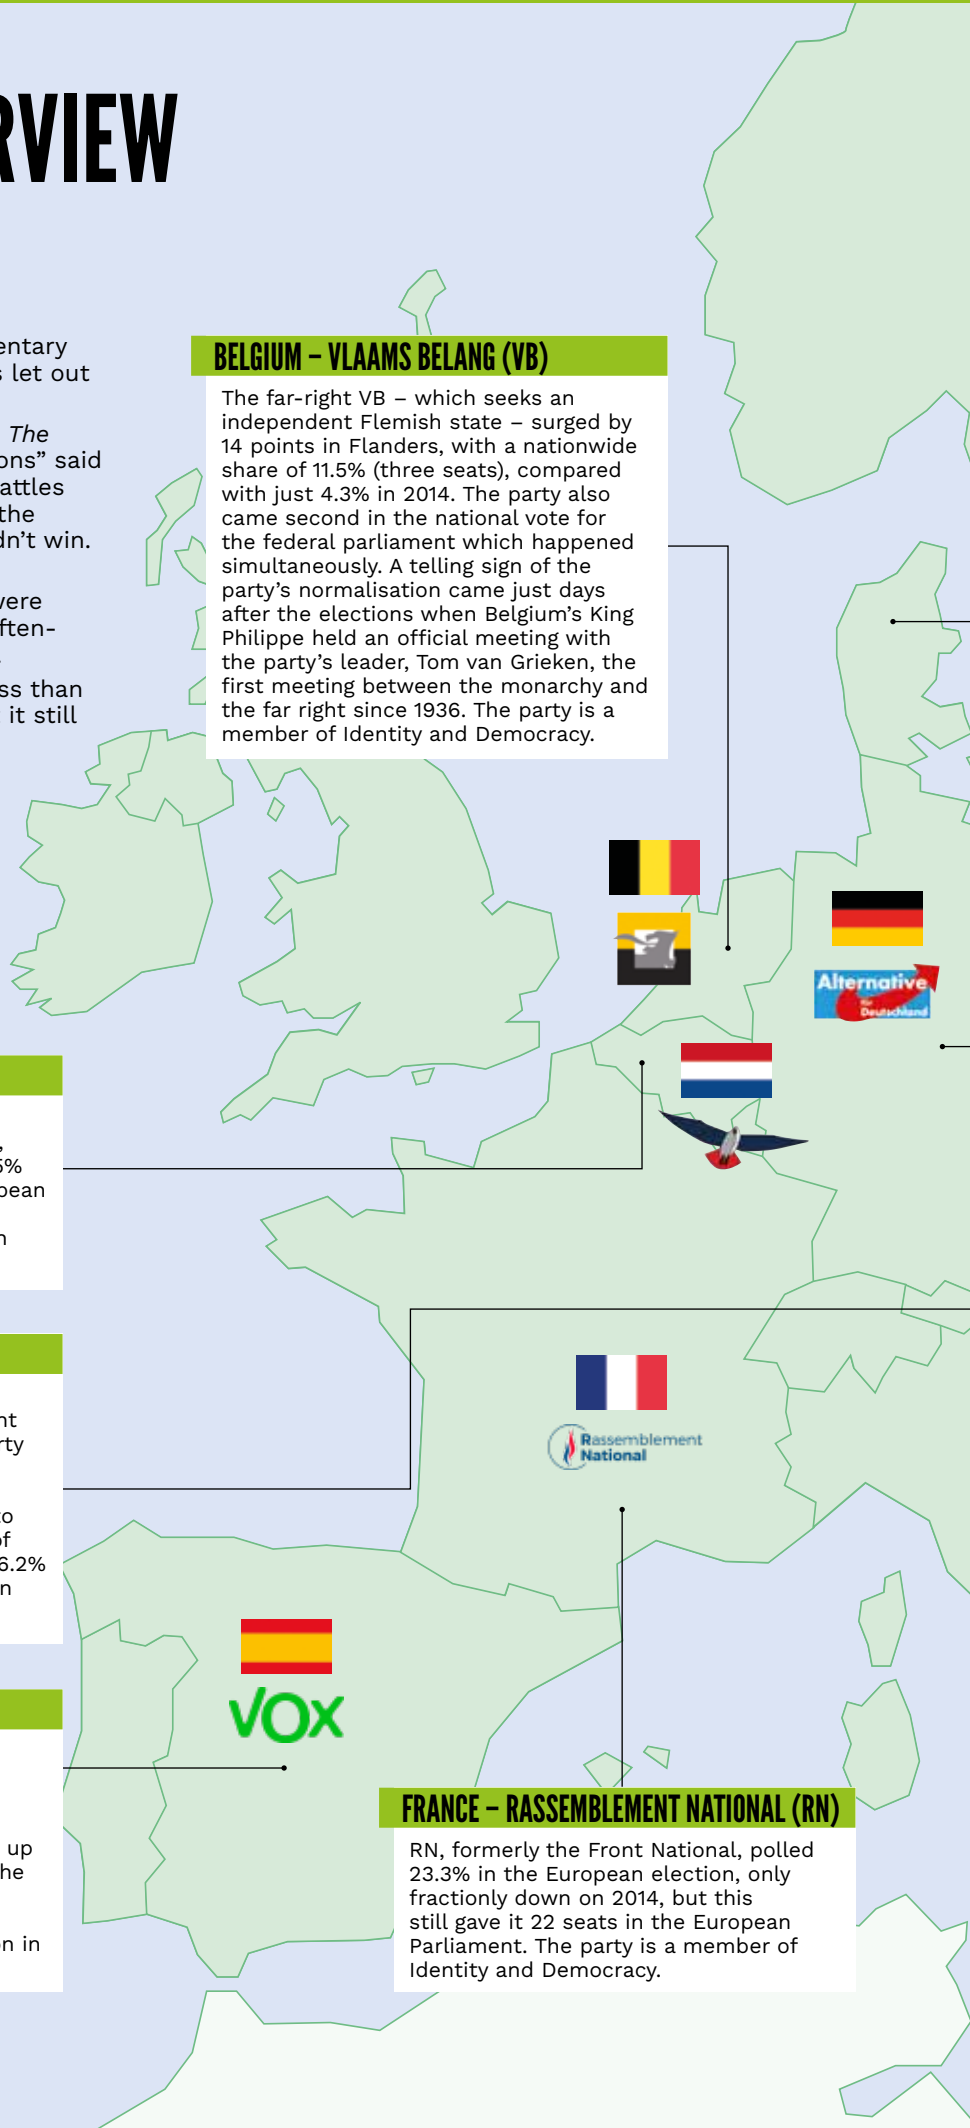 RVIEW
entary
s let out
The
ons” said
attles
the
dn’t win.
were
ften-
ss than
it still
BELGIUM – VLAAMS BELANG (VB)
The far-right VB – which seeks an
independent Flemish state – surged by
14 points in Flanders, with a nationwide
share of 11.5% (three seats), compared
with just 4.3% in 2014. The party also
came second in the national vote for
the federal parliament which happened
simultaneously. A telling sign of the
party’s normalisation came just days
after the elections when Belgium’s King
Philippe held an official meeting with
the party’s leader, Tom van Grieken, the
first meeting between the monarchy and
the far right since 1936. The party is a
member of Identity and Democracy.
Alternative
für
Deutschland
5%
pean
n
nt
rty
to
of
6.2%
n
Rassemblement
National
VOX
up
he
on in
FRANCE – RASSEMBLEMENT NATIONAL (RN)
RN, formerly the Front National, polled
23.3% in the European election, only
fractionly down on 2014, but this
still gave it 22 seats in the European
Parliament. The party is a member of
Identity and Democracy.